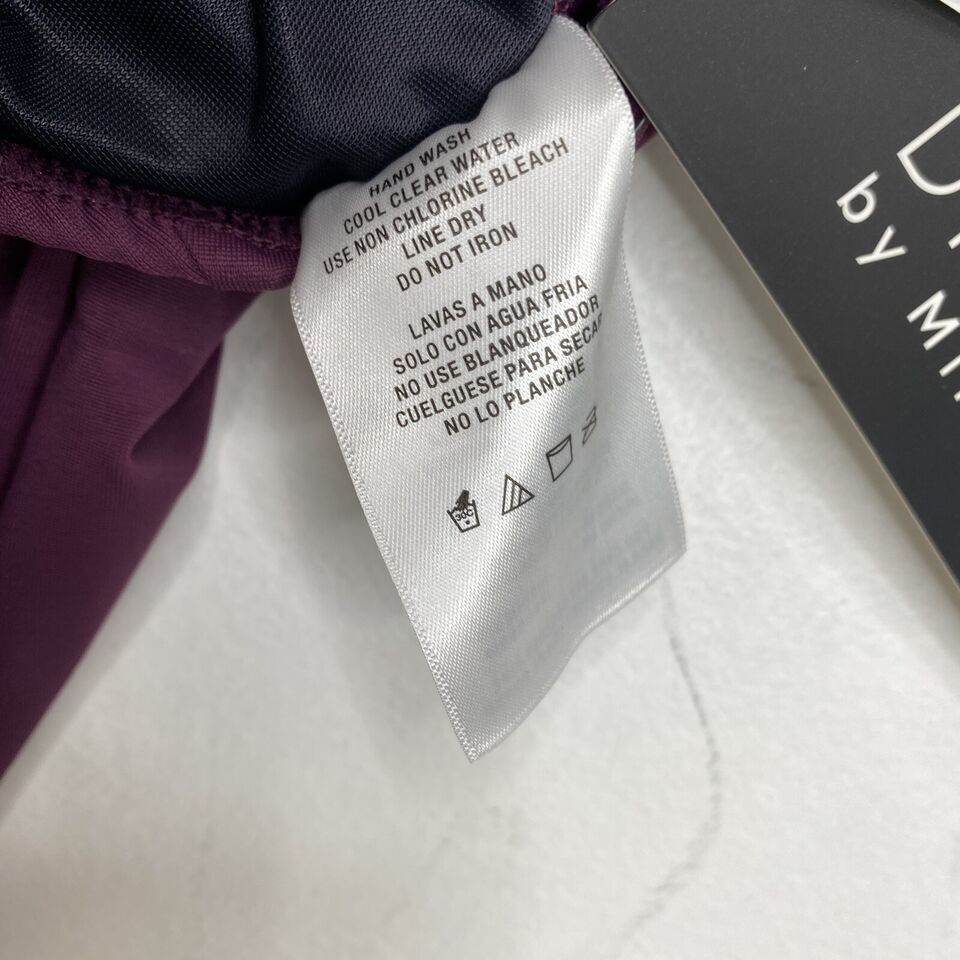 HAND WASH
COOL CLEAR WATER
USE NON CHLORINE BLEACH
LINE DRY
DO NOT IRON
LAVAS A MANO
SOLO CON AGUA FRIA
NO USE BLANQUEADOR
CUELGUESE PARA SECAR
NO LO PLANCHE
30C
by